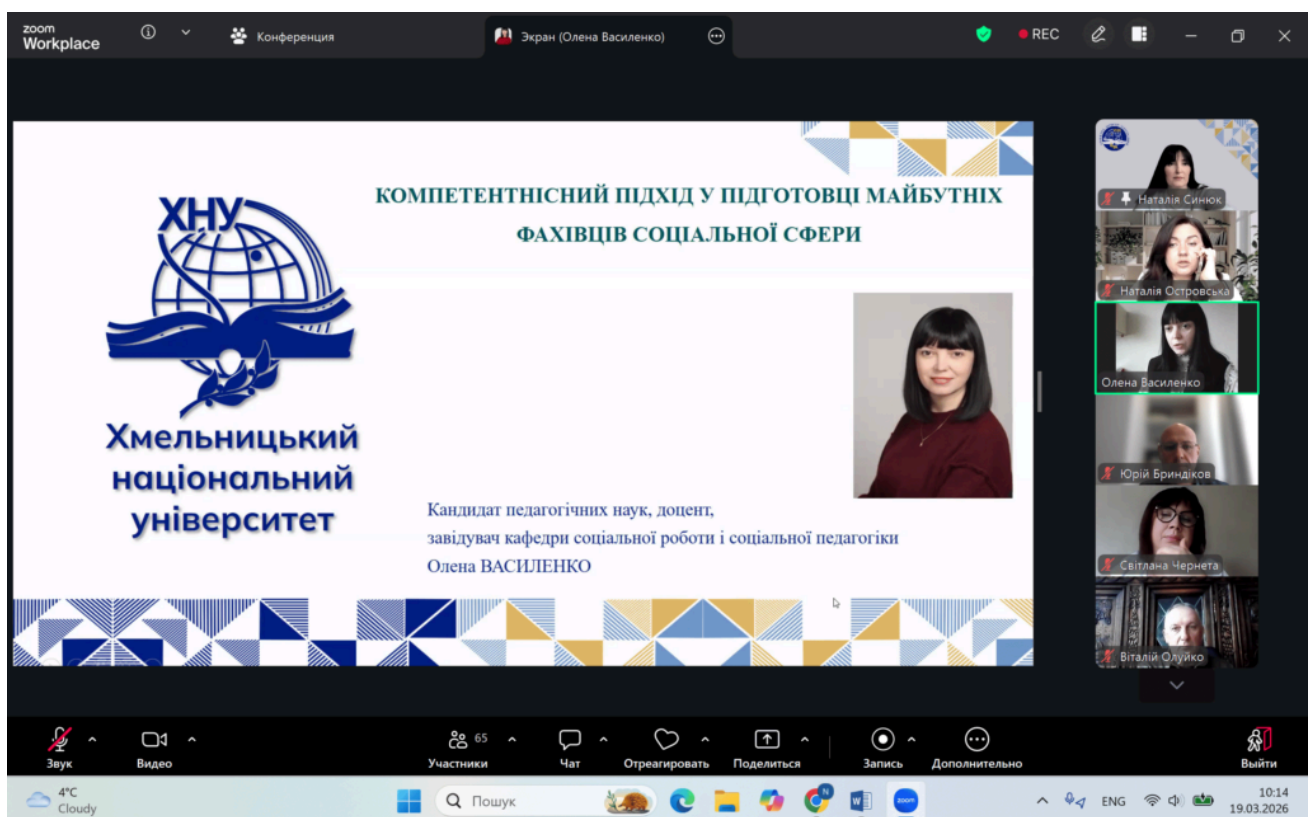 zoom
Workplace
Конференция
Экран (Олена Василенко)
REC
КОМПЕТЕНТНІСНИЙ ПІДХІД У ПІДГОТОВЦІ МАЙБУТНІХ
ФАХІВЦІВ СОЦІАЛЬНОЇ СФЕРИ
ХНУ
Хмельницький
національний
університет
Кандидат педагогічних наук, доцент,
завідувач кафедри соціальної роботи і соціальної педагогіки
Олена ВАСИЛЕНКО
Наталія Синюк
Наталія Островська
Олена Василенко
Юрій Бриндіков
Світлана Чернета
Віталій Олуйко
Звук
Видео
65
Участники
Чат
Отреагировать
Поделиться
Запись
Дополнительно
Выйти
4°C
Cloudy
Пошук
N
W
zoom
ENG
10:14
19.03.2026